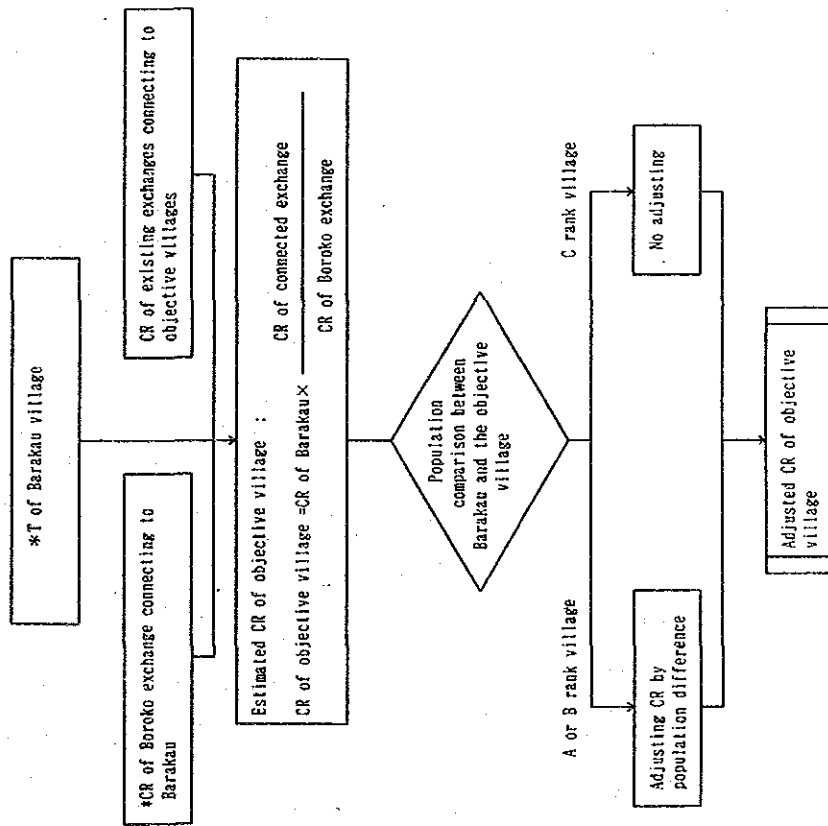 *T of Barakau village
*CR of Boroko exchange connecting to
Barakau
CR of existing exchanges connecting to
objective villages
Estimated CR of objective village :
CR of connected exchange
CR of objective village =CR of Barakau×
CR of Boroko exchange
Population
comparison between
Barakau and the objective
village
A or B rank village
C rank village
Adjusting CR by
population difference
No adjusting
Adjusted CR of objective
village